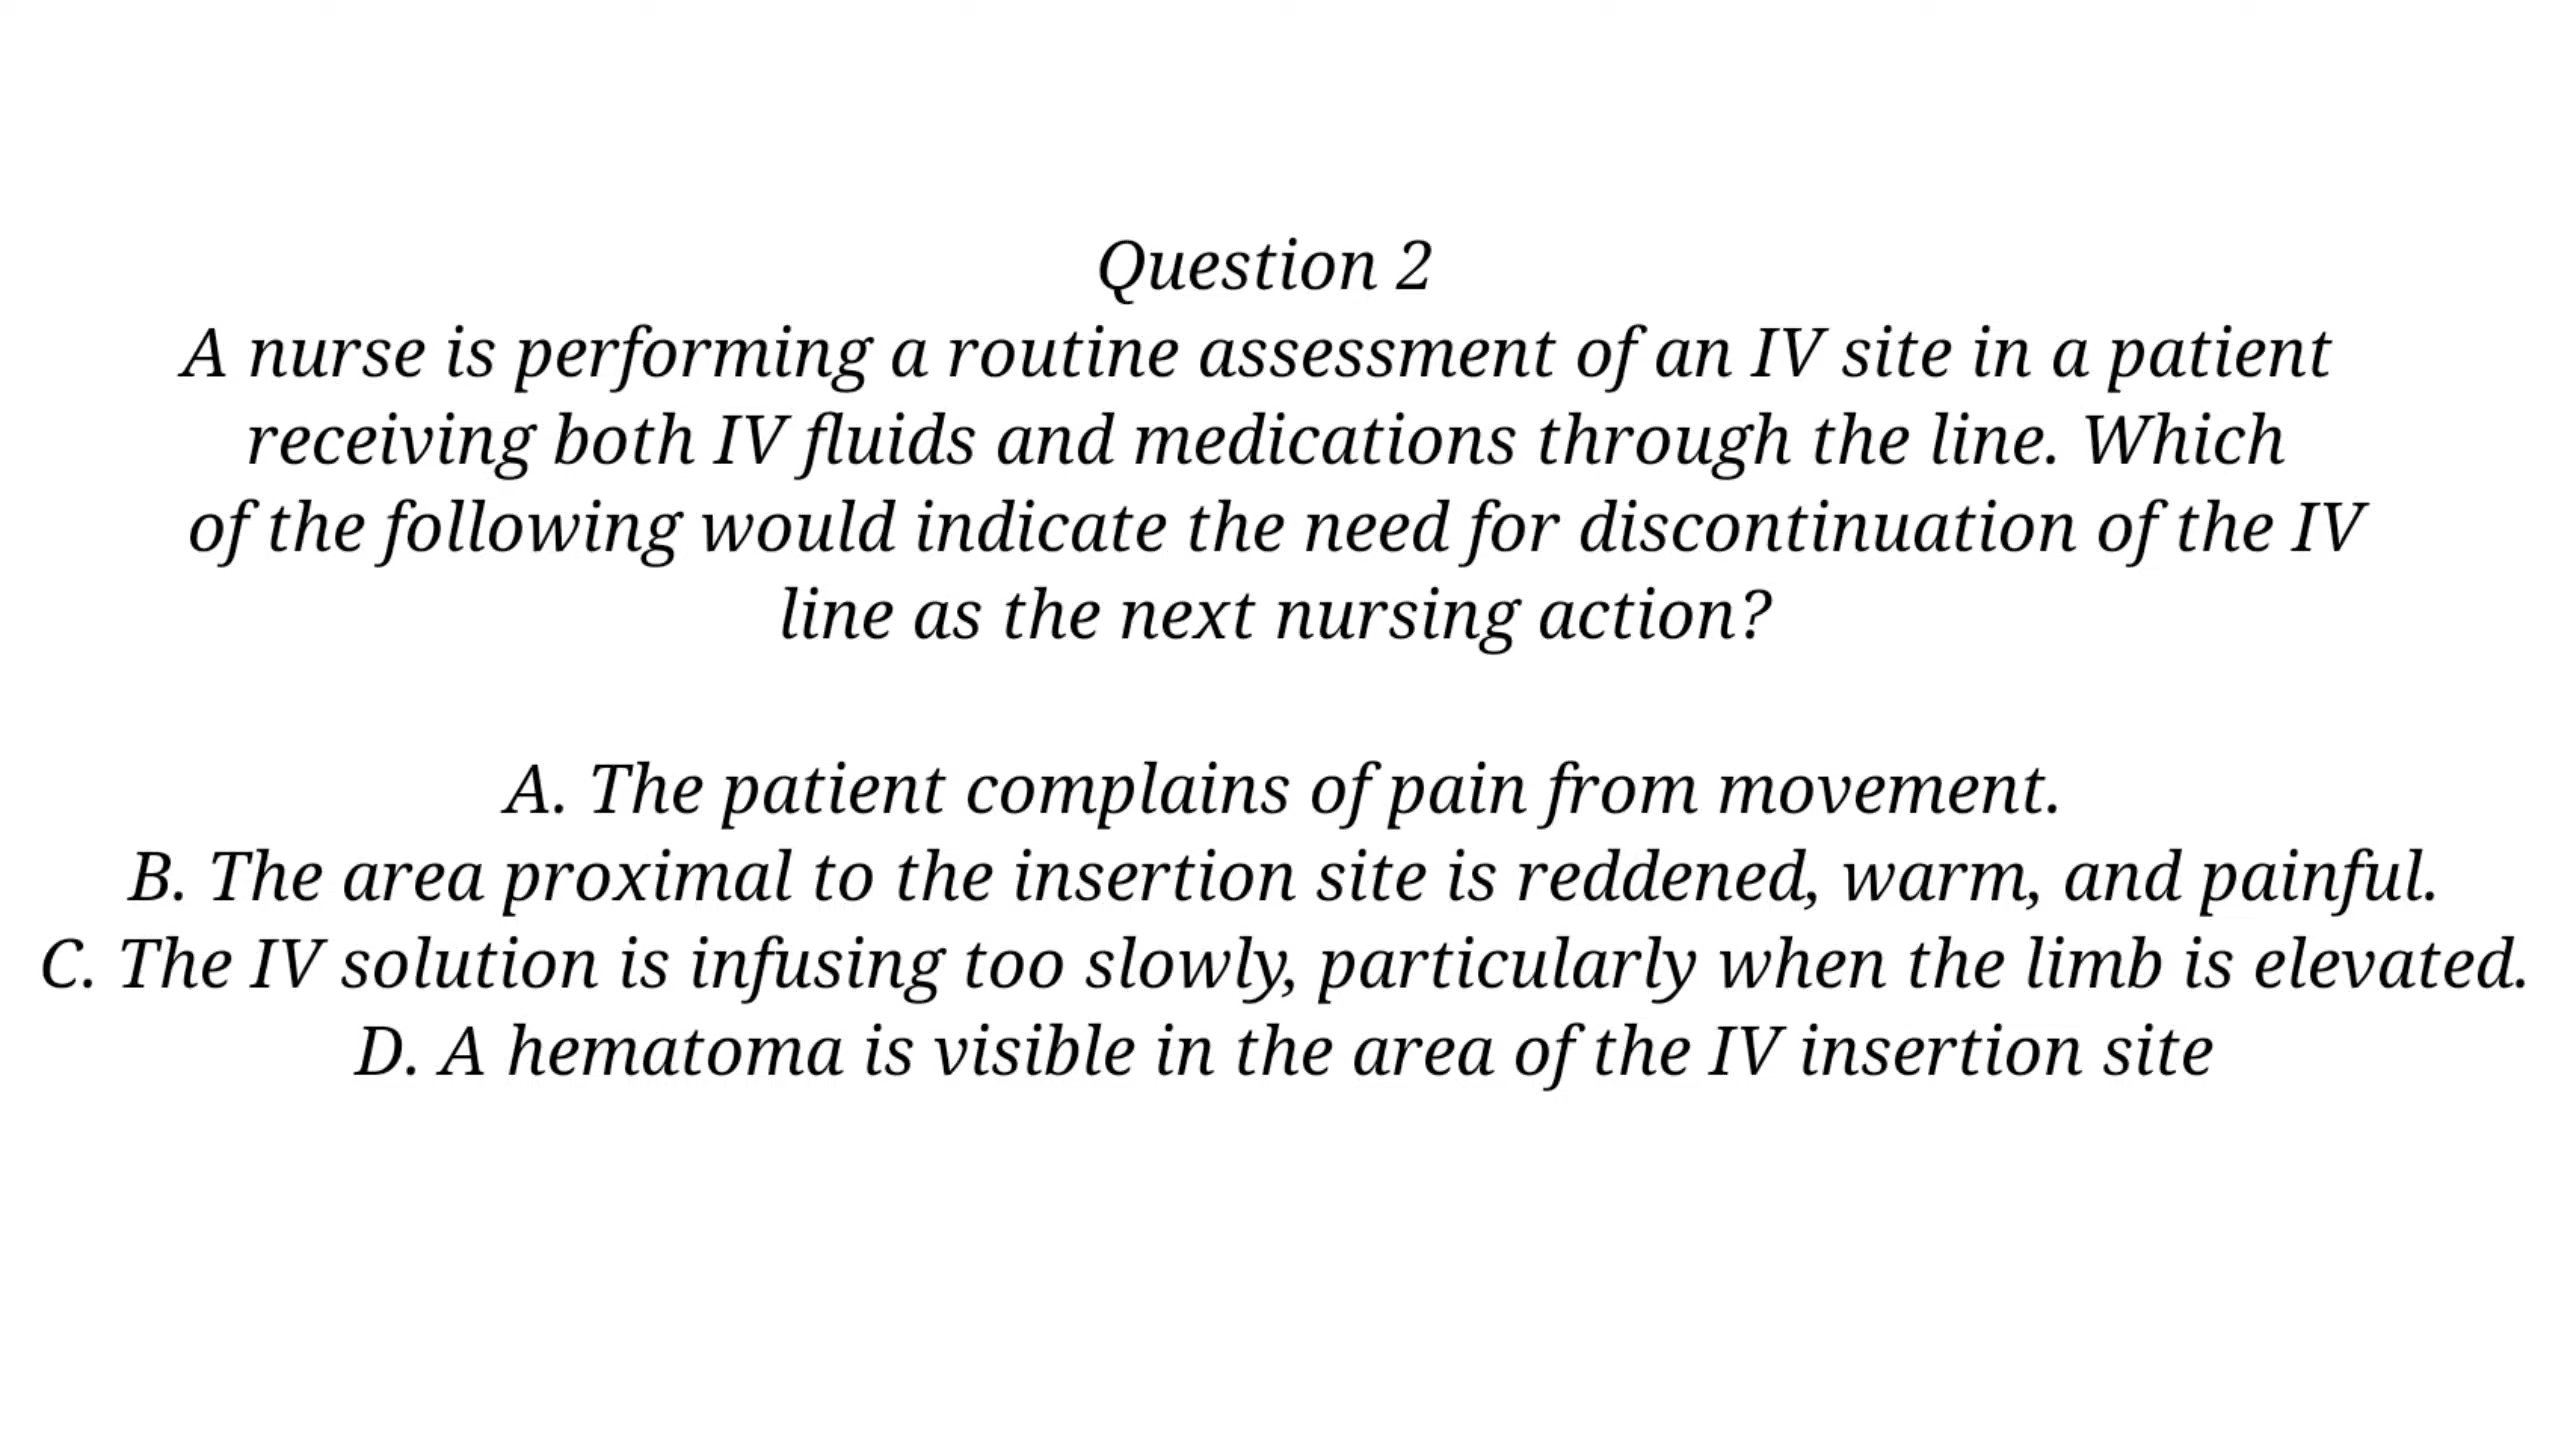 Question 2
A nurse is performing a routine assessment of an IV site in a patient
receiving both IV fluids and medications through the line. Which
of the following would indicate the need for discontinuation of the IV
line as the next nursing action?
A. The patient complains of pain from movement.
B. The area proximal to the insertion site is reddened, warm, and painful.
C. The IV solution is infusing too slowly, particularly when the limb is elevated.
D. A hematoma is visible in the area of the IV insertion site